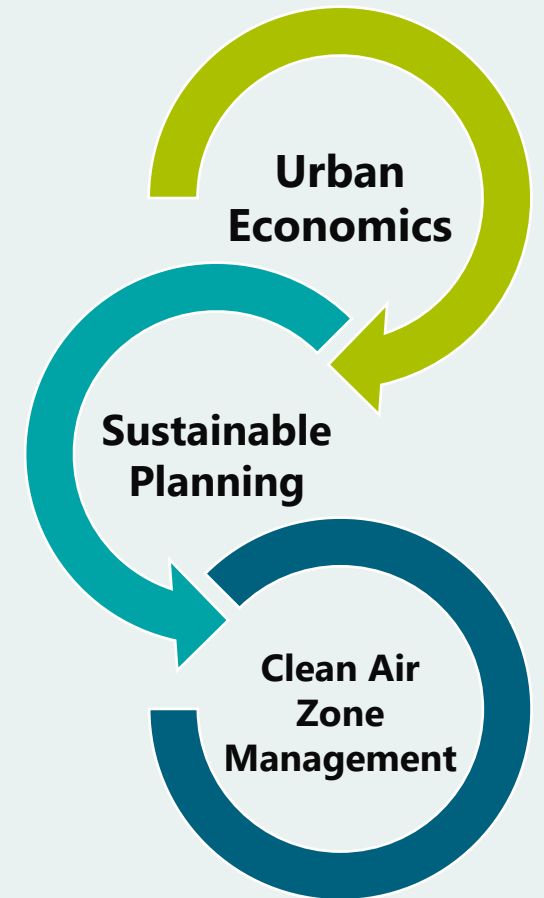 Urban
Economics
Sustainable
Planning
Clean Air
Zone
Management